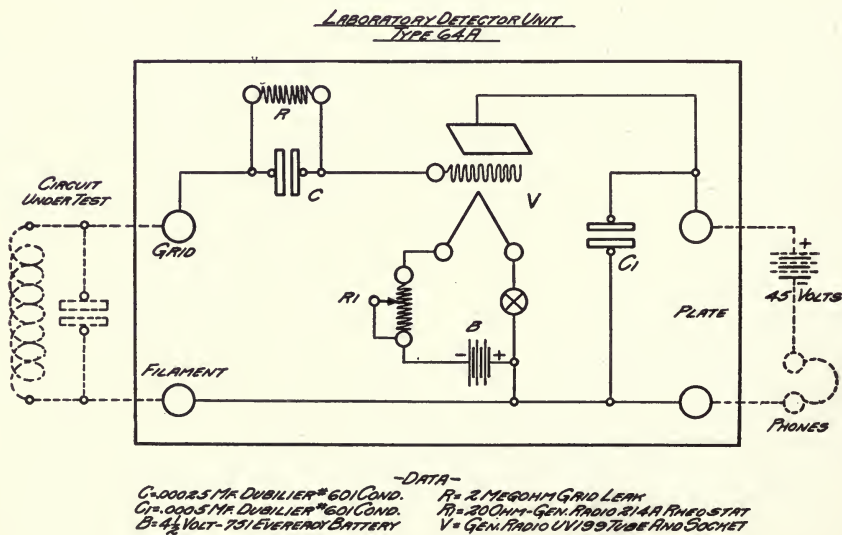 LABORATORY DETECTOR UNIT
TYPE 64A
R
CIRCUIT
UNDER TEST
C
V
GRID
C1
+
-
45 VOLTS
R1
B
- +
PLATE
FILAMENT
PHONES
-DATA-
C=.00025 MF. DUBILIER #601 COND.
C1=.0005 MF. DUBILIER #601 COND.
B=4½ VOLT-751 EVEREADY BATTERY
R=2 MEGOHM GRID LEAK
R1=20 OHM-GEN. RADIO 214A RHEOSTAT
V=GEN. RADIO UV199 TUBE AND SOCKET